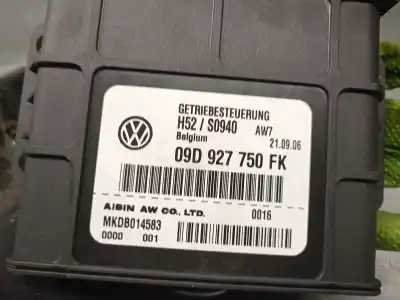 GETRIEBESTEUERUNG
H52 / S0940 AW7
Belgium 21.09.06
09D 927 750 FK
AISIN AW CO., LTD. 0016
MKDB014583
0000 001